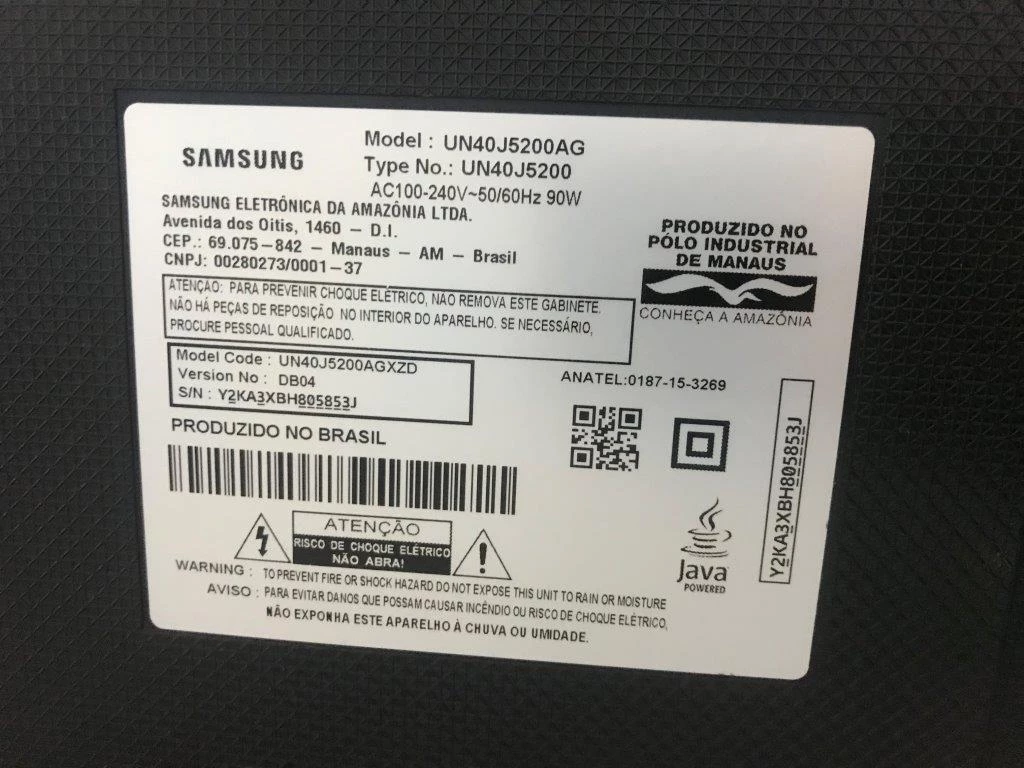 SAMSUNG
Model : UN40J5200AG
Type No.: UN40J5200
AC100-240V~50/60Hz 90W
SAMSUNG ELETRÔNICA DA AMAZÔNIA LTDA.
Avenida dos Oitis, 1460 – D.I.
CEP.: 69.075–842 – Manaus – AM – Brasil
CNPJ: 00280273/0001–37
PRODUZIDO NO
PÓLO INDUSTRIAL
DE MANAUS
CONHEÇA A AMAZÔNIA
ATENÇÃO: PARA PREVENIR CHOQUE ELÉTRICO, NÃO REMOVA ESTE GABINETE.
NÃO HÁ PEÇAS DE REPOSIÇÃO NO INTERIOR DO APARELHO. SE NECESSÁRIO,
PROCURE PESSOAL QUALIFICADO.
Model Code : UN40J5200AGXZD
Version No : DB04
S/N : Y2KA3XBH805853J
ANATEL:0187-15-3269
PRODUZIDO NO BRASIL
Y2KA3XBH805853J
ATENÇÃO
RISCO DE CHOQUE ELÉTRICO
NÃO ABRA!
Java
POWERED
WARNING : TO PREVENT FIRE OR SHOCK HAZARD DO NOT EXPOSE THIS UNIT TO RAIN OR MOISTURE
AVISO : PARA EVITAR DANOS QUE POSSAM CAUSAR INCÊNDIO OU RISCO DE CHOQUE ELÉTRICO,
NÃO EXPONHA ESTE APARELHO À CHUVA OU UMIDADE.